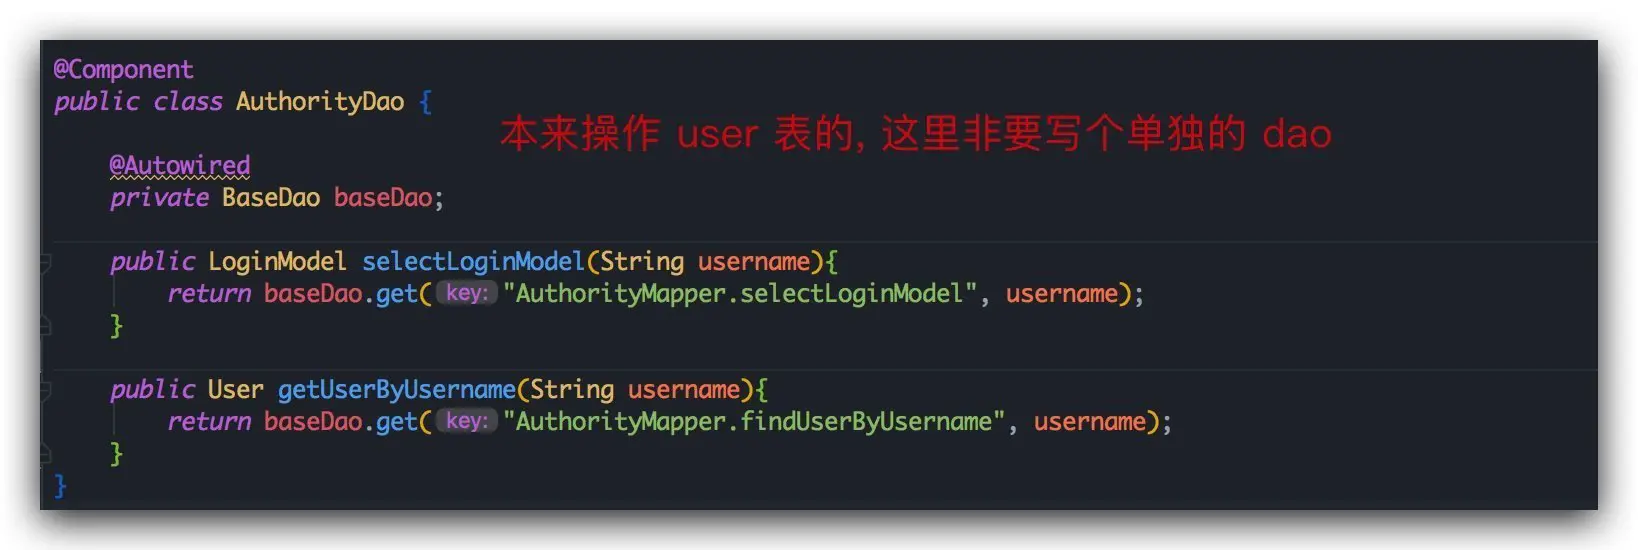 @Component
public class AuthorityDao {
本来操作 user 表的, 这里非要写个单独的 dao
@Autowired
private BaseDao baseDao;
public LoginModel selectLoginModel(String username){
return baseDao.get( key: "AuthorityMapper.selectLoginModel", username);
}
public User getUserByUsername(String username){
return baseDao.get( key: "AuthorityMapper.findUserByUsername", username);
}
}